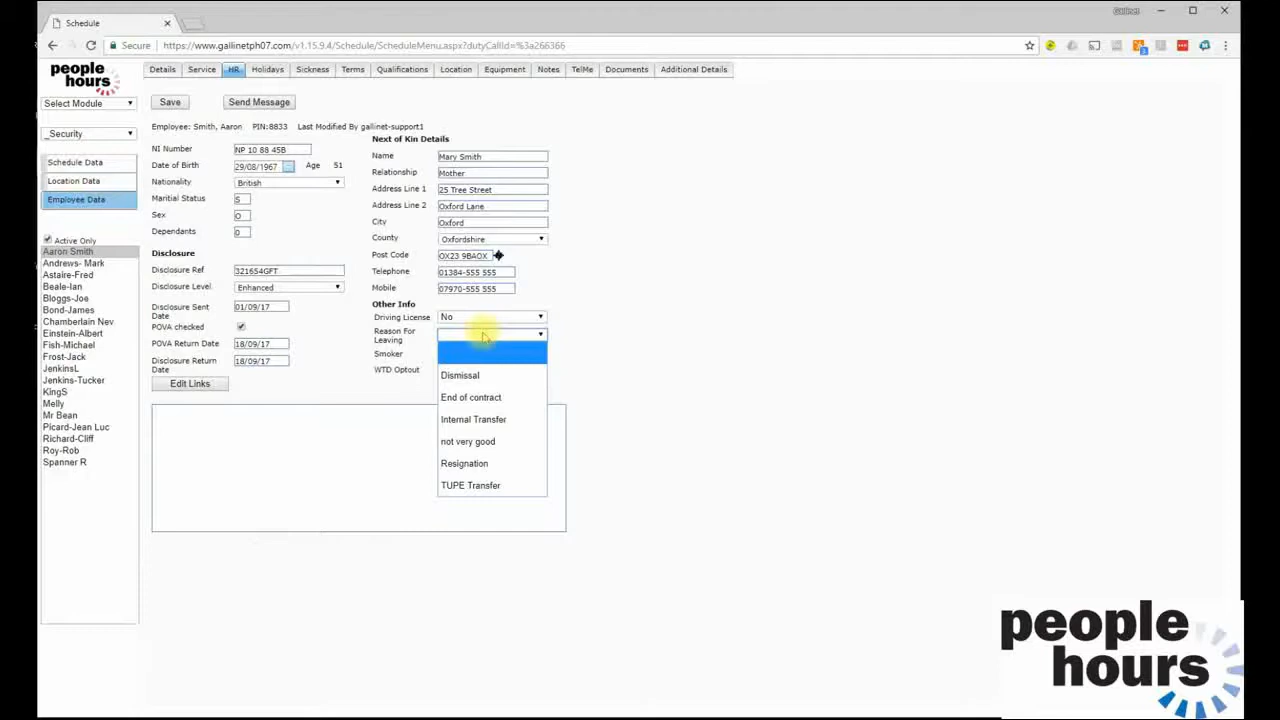 Gallinet
Schedule
Secure https://www.gallinetph07.com/v1.15.9.4/Schedule/ScheduleMenu.aspx?dutyCallId=%3a266366
people hours
Details Service HR Holidays Sickness Terms Qualifications Location Equipment Notes TelMe Documents Additional Details
Select Module
_Security
Schedule Data
Location Data
Employee Data
Active Only
Aaron Smith
Andrews- Mark
Astaire-Fred
Beale-Ian
Bloggs-Joe
Bond-James
Chamberlain Nev
Einstein-Albert
Fish-Michael
Frost-Jack
JenkinsL
Jenkins-Tucker
KingS
Melly
Mr Bean
Picard-Jean Luc
Richard-Cliff
Roy-Rob
Spanner R
Save Send Message
Employee: Smith, Aaron PIN:8833 Last Modified By gallinet-support1
NI Number NP 10 88 45B
Date of Birth 29/08/1967 Age 51
Nationality British
Maritial Status S
Sex O
Dependants 0
Disclosure
Disclosure Ref 321654GFT
Disclosure Level Enhanced
Disclosure Sent Date 01/09/17
POVA checked
POVA Return Date 18/09/17
Disclosure Return Date 18/09/17
Edit Links
Next of Kin Details
Name Mary Smith
Relationship Mother
Address Line 1 25 Tree Street
Address Line 2 Oxford Lane
City Oxford
County Oxfordshire
Post Code OX23 9BAOX
Telephone 01384-555 555
Mobile 07970-555 555
Other Info
Driving License No
Reason For Leaving
Smoker
WTD Optout
Dismissal
End of contract
Internal Transfer
not very good
Resignation
TUPE Transfer
people
hours